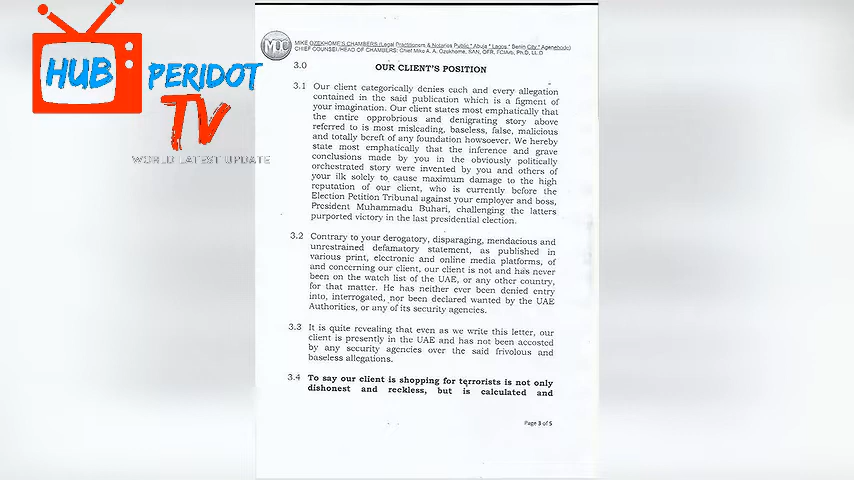 HUB
PERIDOT
TV
WORLD LATEST UPDATE
MIKE OZEKHOME'S CHAMBERS (Legal Practitioners & Notaries Public * Abuja * Lagos * Benin City * Agenebode)
CHIEF COUNSEL/HEAD OF CHAMBERS: Chief Mike A. A. Ozekhome, SAN, OFR, FCIArb, Ph.D, LL.D
3.0 OUR CLIENT'S POSITION
3.1 Our client categorically denies each and every allegation
contained in the said publication which is a figment of
your imagination. Our client states most emphatically that
the entire opprobrious and denigrating story above
referred to is most misleading, baseless, false, malicious
and totally bereft of any foundation howsoever. We hereby
state most emphatically that the inference and grave
conclusions made by you in the obviously politically
orchestrated story were invented by you and others of
your ilk solely to cause maximum damage to the high
reputation of our client, who is currently before the
Election Petition Tribunal against your employer and boss,
President Muhammadu Buhari, challenging the latters
purported victory in the last presidential election.
3.2 Contrary to your derogatory, disparaging, mendacious and
unrestrained defamatory statement, as published in
various print, electronic and online media platforms, of
and concerning our client, our client is not and has never
been on the watch list of the UAE, or any other country,
for that matter. He has neither ever been denied entry
into, interrogated, nor been declared wanted by the UAE
Authorities, or any of its security agencies.
3.3 It is quite revealing that even as we write this letter, our
client is presently in the UAE and has not been accosted
by any security agencies over the said frivolous and
baseless allegations.
3.4 To say our client is shopping for terrorists is not only
dishonest and reckless, but is calculated and
Page 3 of 5